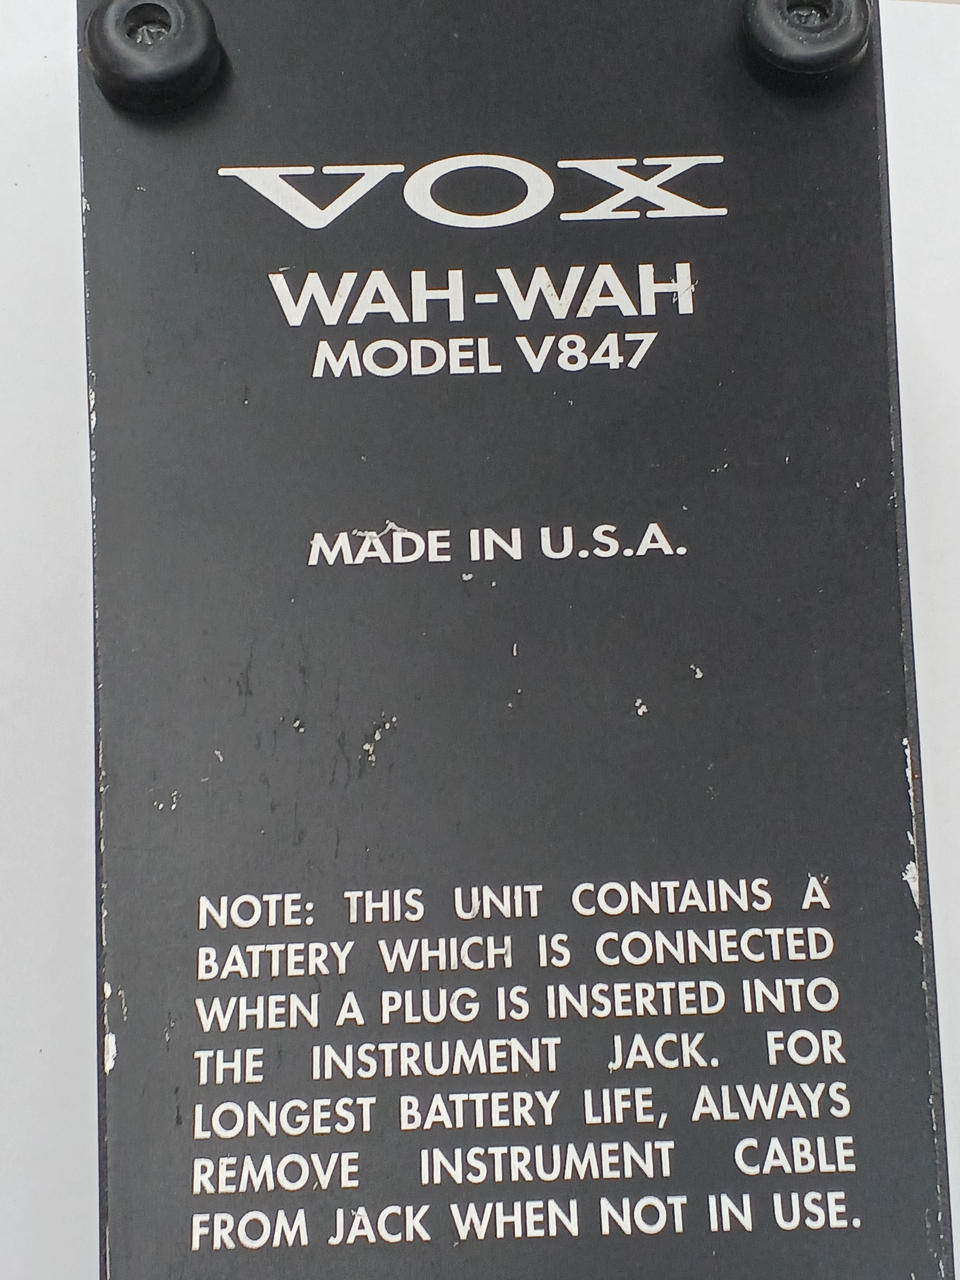 VOX
WAH-WAH
MODEL V847
MADE IN U.S.A.
NOTE: THIS UNIT CONTAINS A
BATTERY WHICH IS CONNECTED
WHEN A PLUG IS INSERTED INTO
THE INSTRUMENT JACK. FOR
LONGEST BATTERY LIFE, ALWAYS
REMOVE INSTRUMENT CABLE
FROM JACK WHEN NOT IN USE.